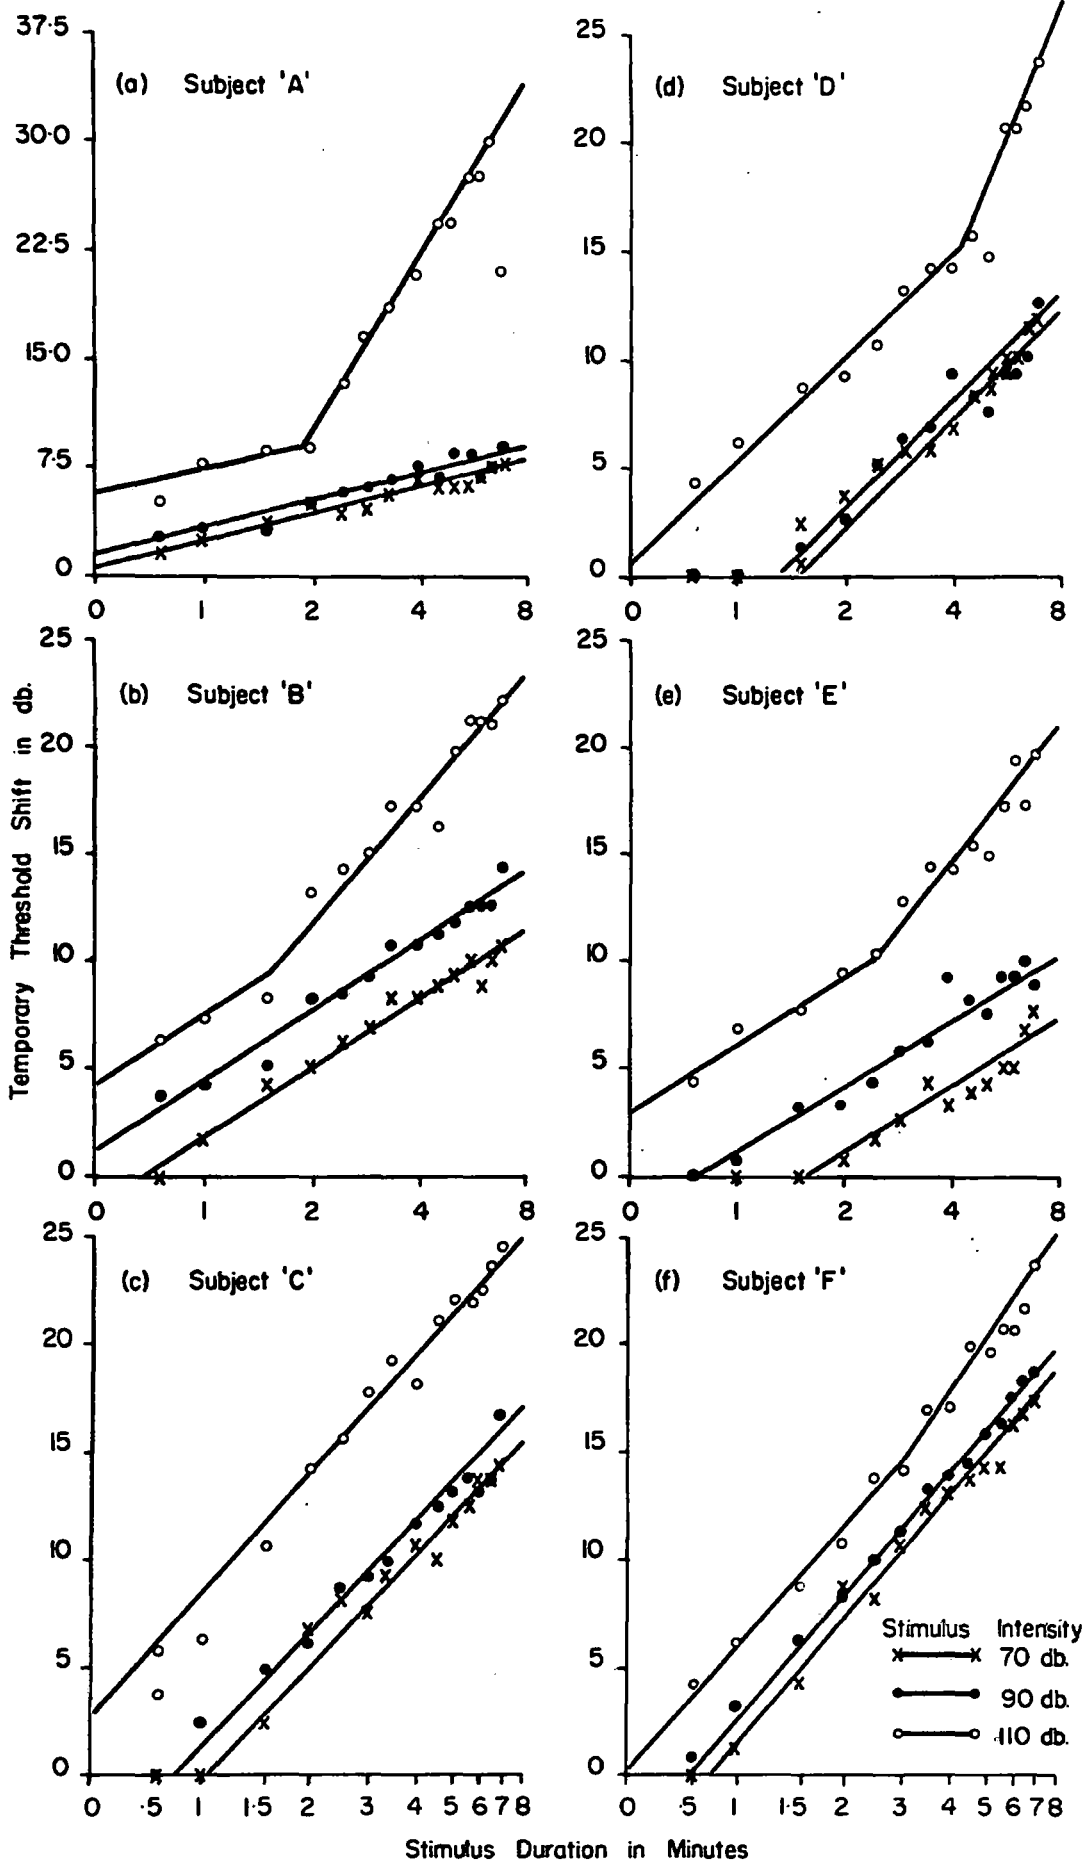 37·5
(a) Subject 'A'
30·0
22·5
15·0
7·5
0
0 1 2 4 8
25
(d) Subject 'D'
20
15
10
5
0
0 1 2 4 8
Temporary Threshold Shift in db.
25
(b) Subject 'B'
20
15
10
5
0
0 1 2 4 8
25
(e) Subject 'E'
20
15
10
5
0
0 1 2 4 8
25
(c) Subject 'C'
20
15
10
5
0
0 ·5 1 1·5 2 3 4 5 6 7 8
25
(f) Subject 'F'
20
15
10
5
0
Stimulus Intensity
70 db.
90 db.
110 db.
0 ·5 1 1·5 2 3 4 5 6 7 8
Stimulus Duration in Minutes